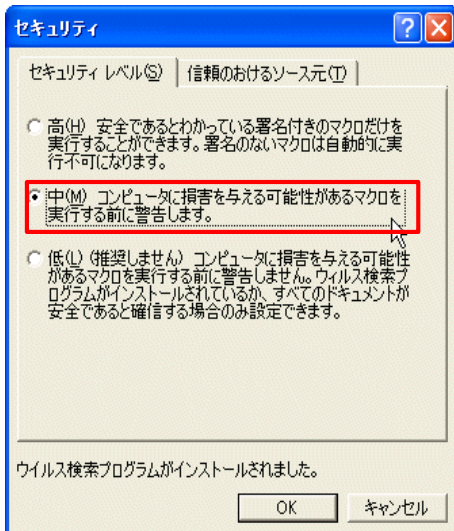 セキュリティ
セキュリティ レベル(S)
信頼のおけるソース元(T)
高(H) 安全であるとわかっている署名付きのマクロだけを
実行することができます。署名のないマクロは自動的に実
行不可になります。
中(M) コンピュータに損害を与える可能性があるマクロを
実行する前に警告します。
低(L) (推奨しません) コンピュータに損害を与える可能性
があるマクロを実行する前に警告しません。ウィルス検索プ
ログラムがインストールされているか、すべてのドキュメントが
安全であると確信する場合のみ設定できます。
ウイルス検索プログラムがインストールされました。
OK
キャンセル